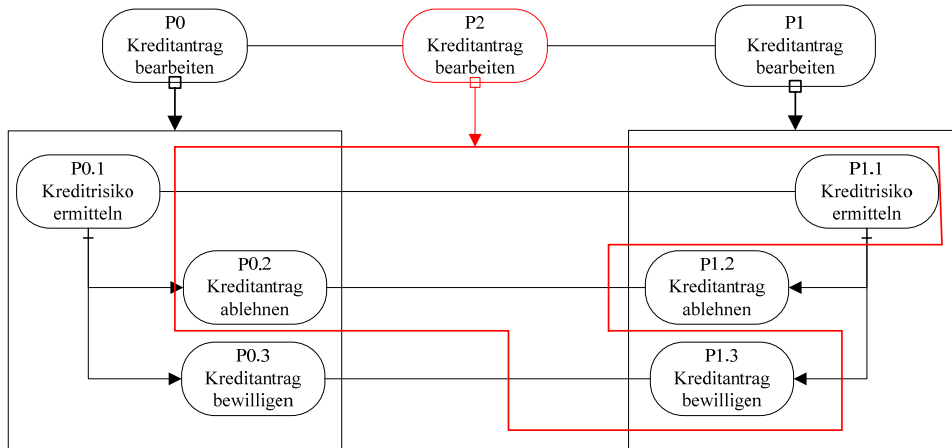 P0
Kreditantrag
bearbeiten
P2
Kreditantrag
bearbeiten
P1
Kreditantrag
bearbeiten
P0.1
Kreditrisiko
ermitteln
P1.1
Kreditrisiko
ermitteln
P0.2
Kreditantrag
ablehnen
P1.2
Kreditantrag
ablehnen
P0.3
Kreditantrag
bewilligen
P1.3
Kreditantrag
bewilligen